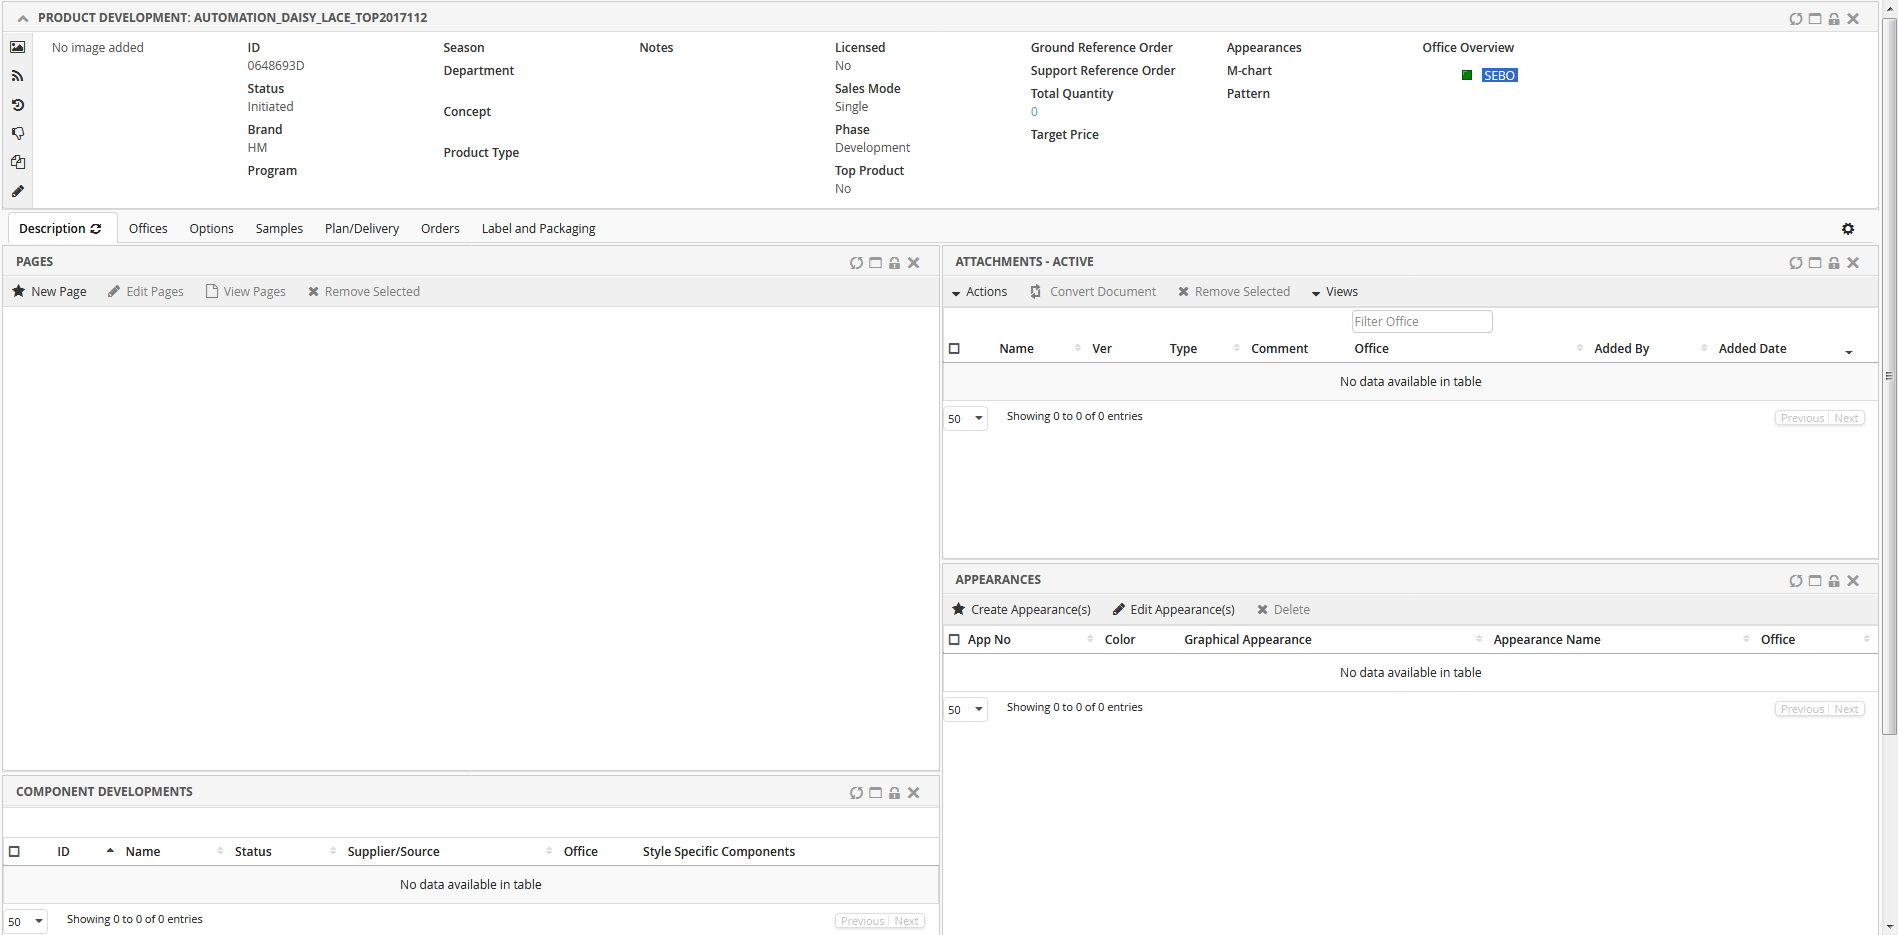 PRODUCT DEVELOPMENT: AUTOMATION_DAISY_LACE_TOP2017112
No image added
ID
0648693D
Status
Initiated
Brand
HM
Program
Season
Department
Concept
Product Type
Notes
Licensed
No
Sales Mode
Single
Phase
Development
Top Product
No
Ground Reference Order
Support Reference Order
Total Quantity
0
Target Price
Appearances
M-chart
Pattern
Office Overview
SEBO
Description Offices Options Samples Plan/Delivery Orders Label and Packaging
PAGES
New Page Edit Pages View Pages Remove Selected
ATTACHMENTS - ACTIVE
Actions Convert Document Remove Selected Views
Filter Office
Name Ver Type Comment Office Added By Added Date
No data available in table
50 Showing 0 to 0 of 0 entries Previous Next
APPEARANCES
Create Appearance(s) Edit Appearance(s) Delete
App No Color Graphical Appearance Appearance Name Office
No data available in table
50 Showing 0 to 0 of 0 entries Previous Next
COMPONENT DEVELOPMENTS
ID Name Status Supplier/Source Office Style Specific Components
No data available in table
50 Showing 0 to 0 of 0 entries Previous Next